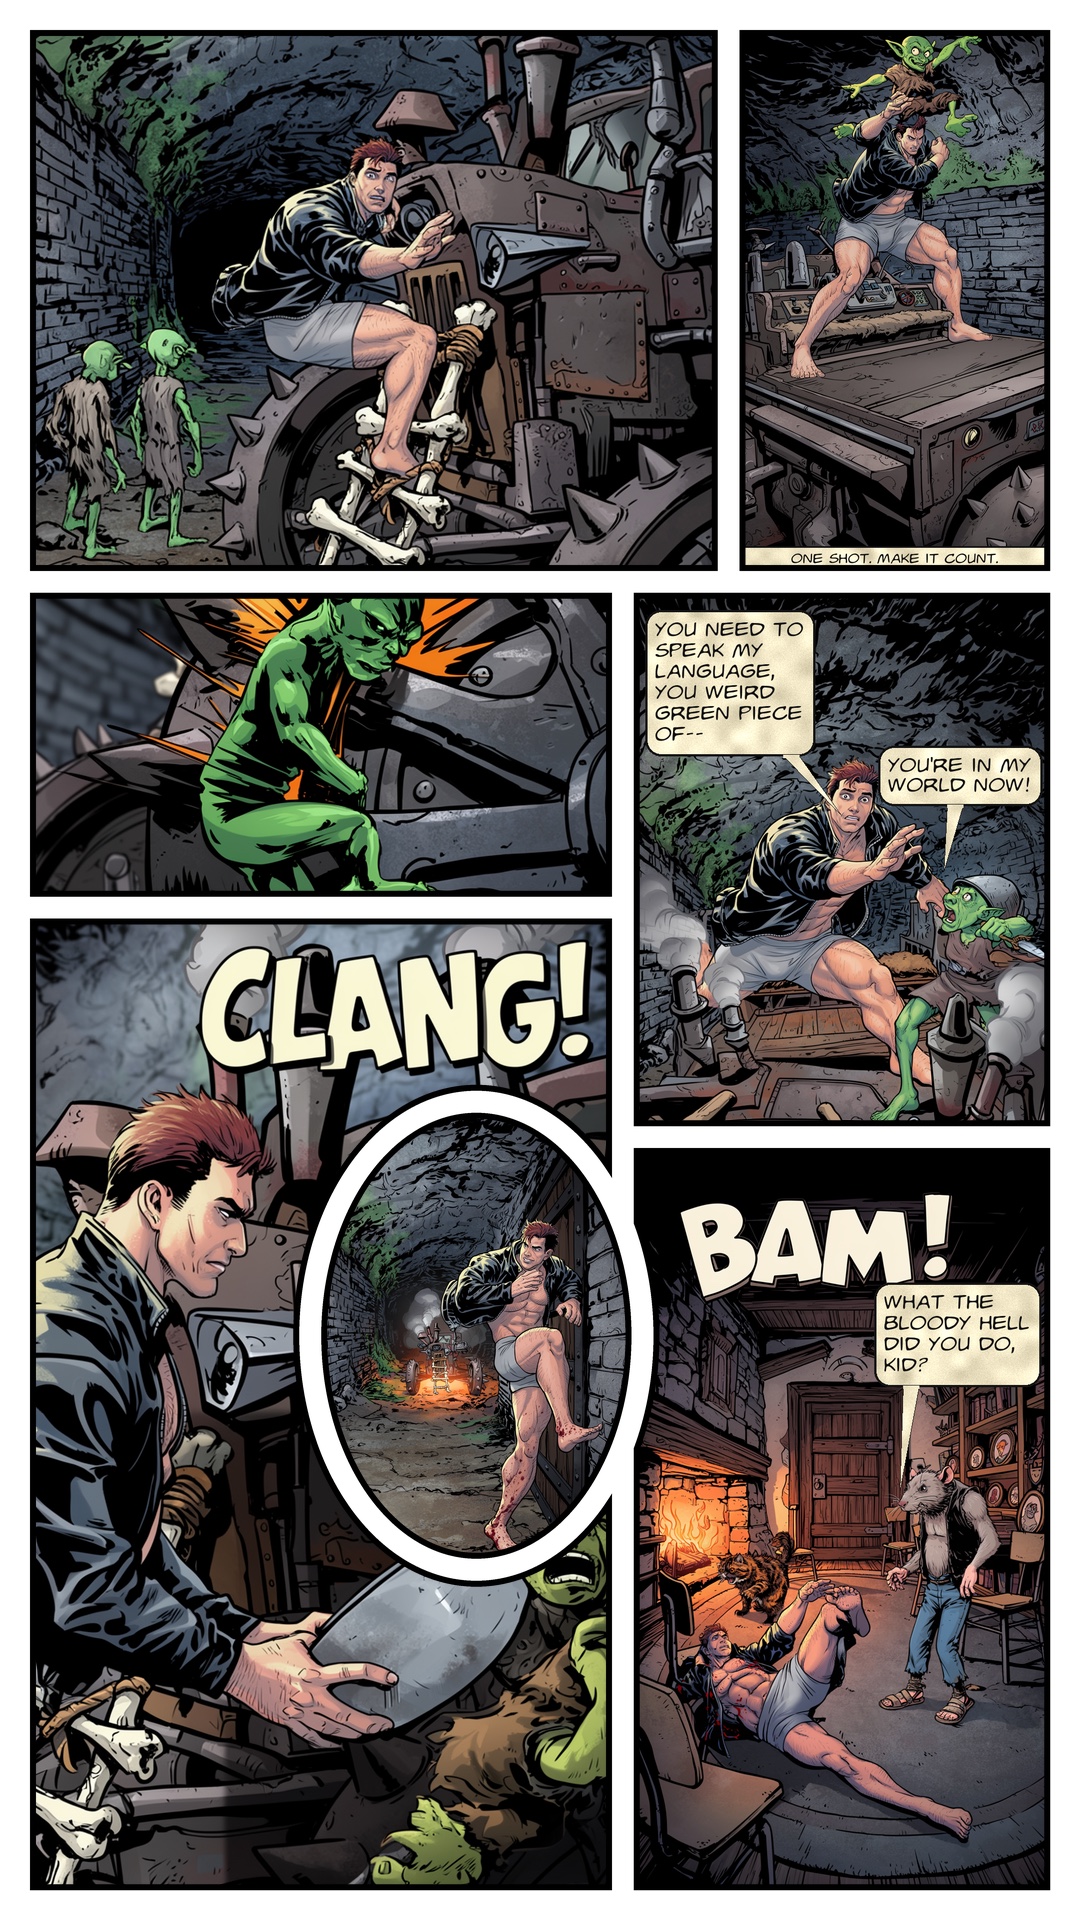 ONE SHOT. MAKE IT COUNT.
YOU NEED TO
SPEAK MY
LANGUAGE,
YOU WEIRD
GREEN PIECE
OF--
YOU'RE IN MY
WORLD NOW!
CLANG!
BAM!
WHAT THE
BLOODY HELL
DID YOU DO,
KID?